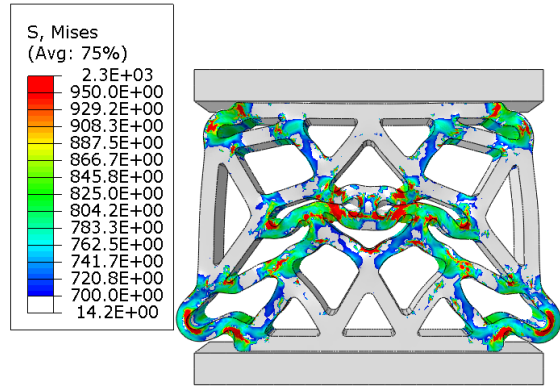 S, Mises
(Avg: 75%)
2.3E+03
950.0E+00
929.2E+00
908.3E+00
887.5E+00
866.7E+00
845.8E+00
825.0E+00
804.2E+00
783.3E+00
762.5E+00
741.7E+00
720.8E+00
700.0E+00
14.2E+00